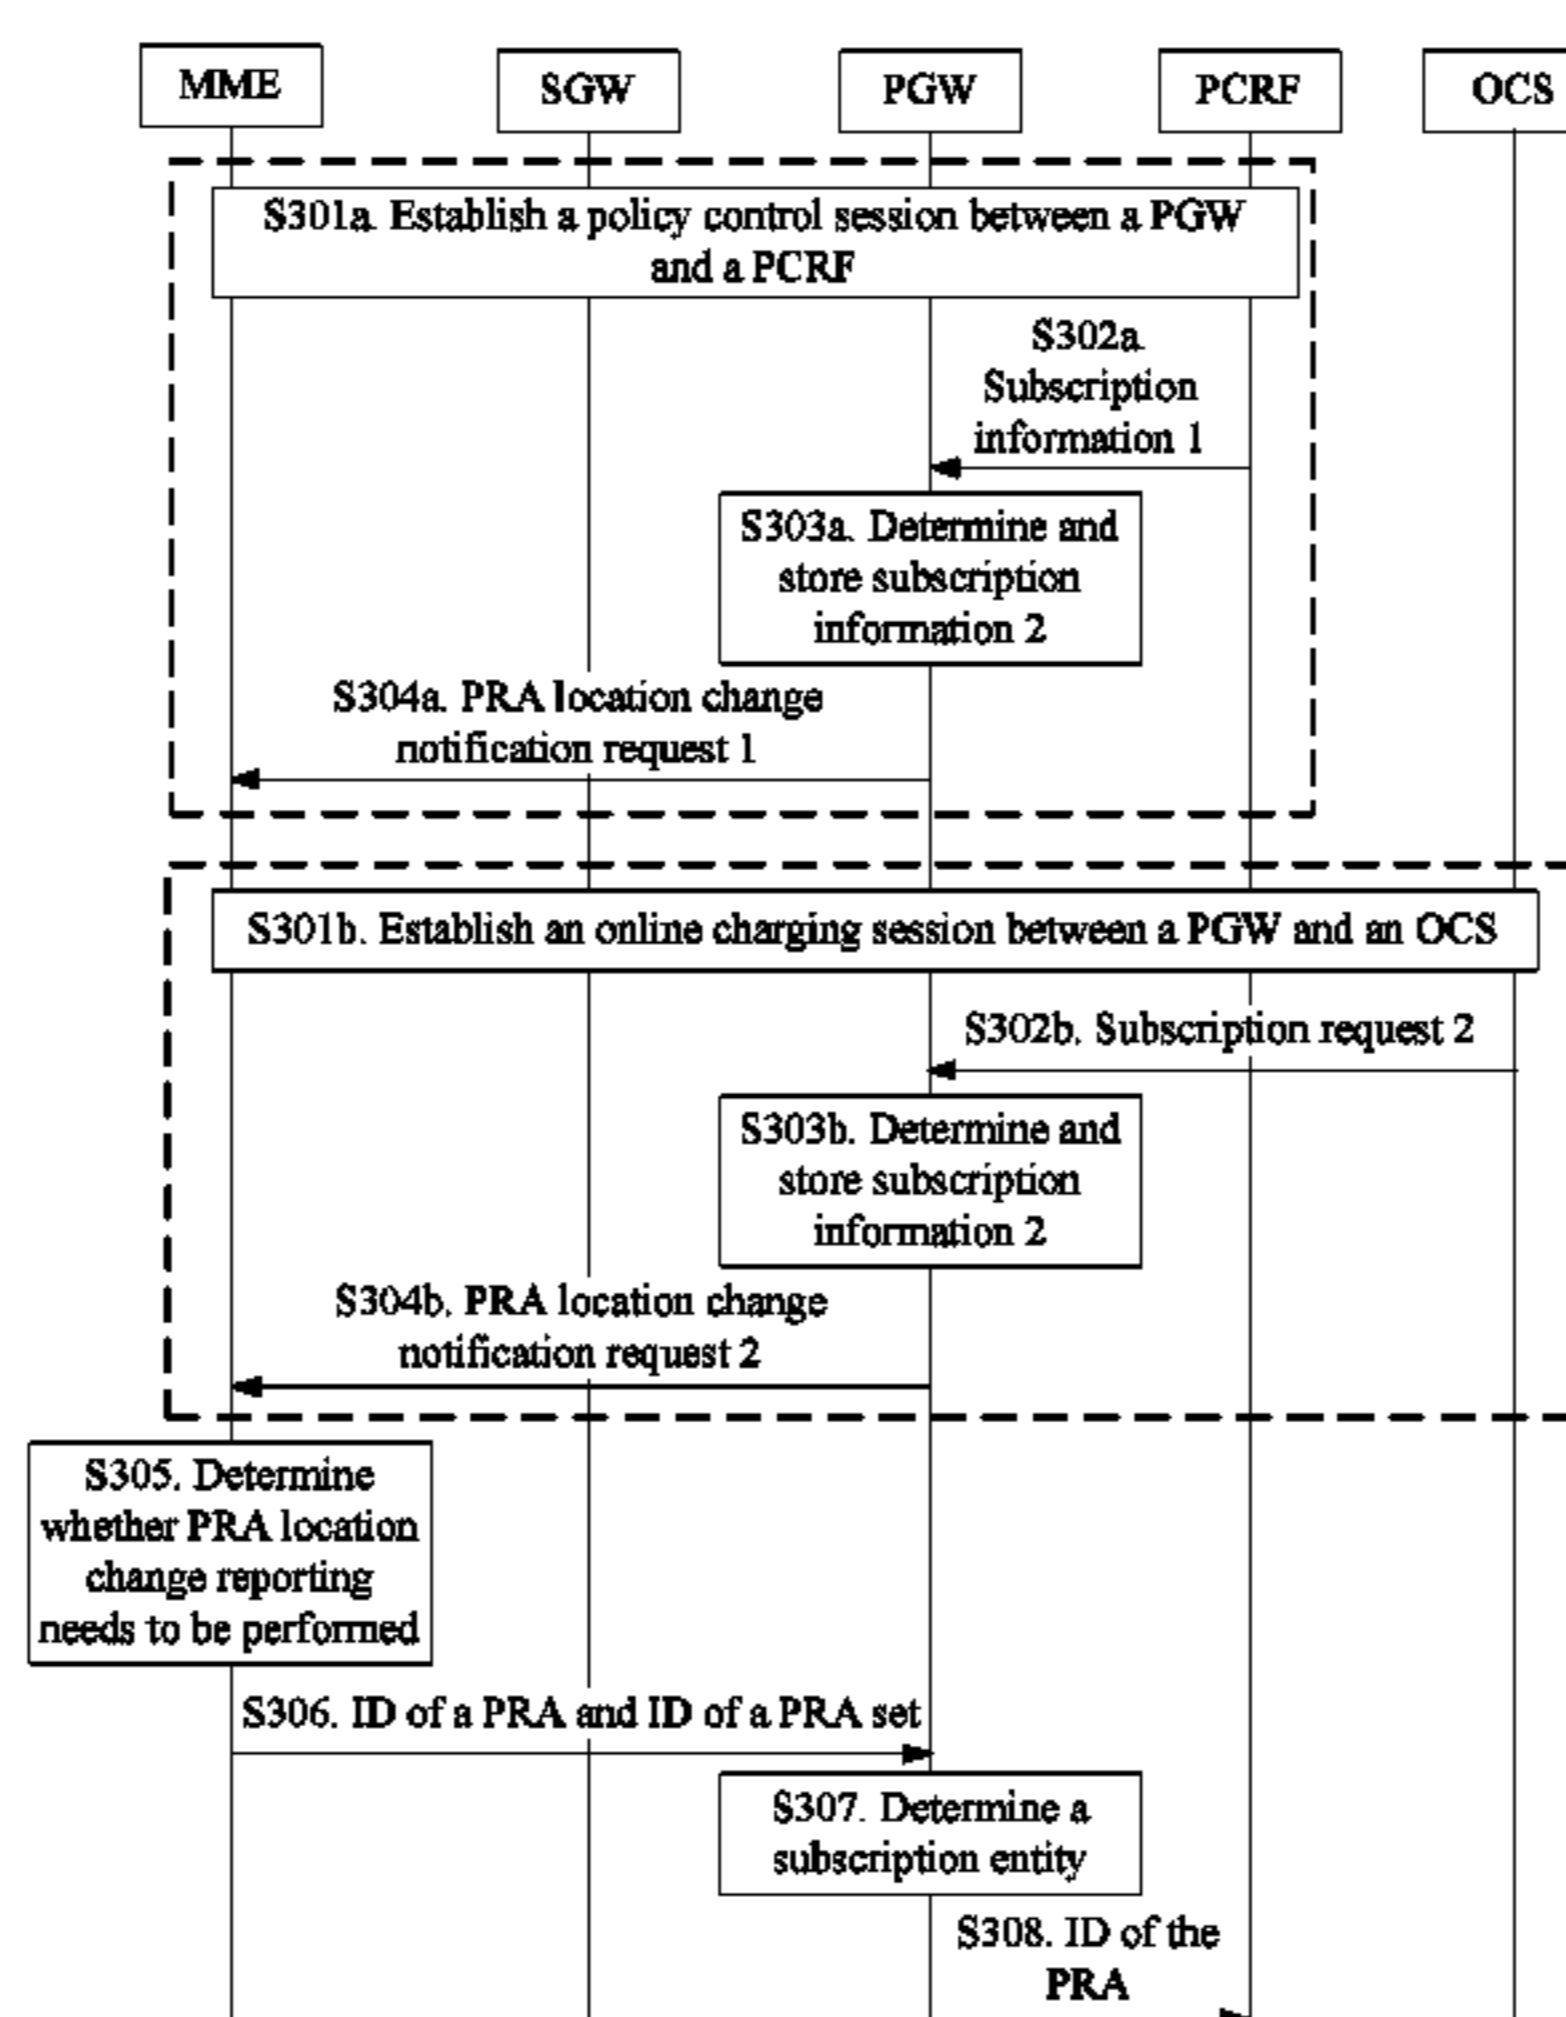 MME SGW PGW PCRF OCS
S301a. Establish a policy control session between a PGW
and a PCRF
S302a.
Subscription
information 1
S303a. Determine and
store subscription
information 2
S304a. PRA location change
notification request 1
S301b. Establish an online charging session between a PGW and an OCS
S302b. Subscription request 2
S303b. Determine and
store subscription
information 2
S304b. PRA location change
notification request 2
S305. Determine
whether PRA location
change reporting
needs to be performed
S306. ID of a PRA and ID of a PRA set
S307. Determine a
subscription entity
S308. ID of the
PRA